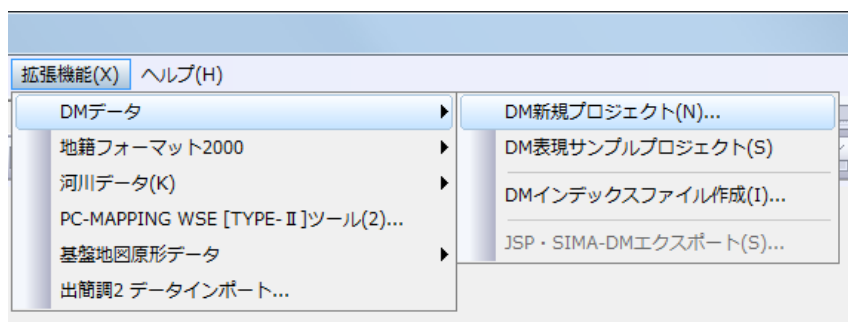 拡張機能(X) ヘルプ(H)
DMデータ
地籍フォーマット2000
河川データ(K)
PC-MAPPING WSE [TYPE-Ⅱ]ツール(2)...
基盤地図原形データ
出簡調2 データインポート...
DM新規プロジェクト(N)...
DM表現サンプルプロジェクト(S)
DMインデックスファイル作成(I)...
JSP・SIMA-DMエクスポート(S)...